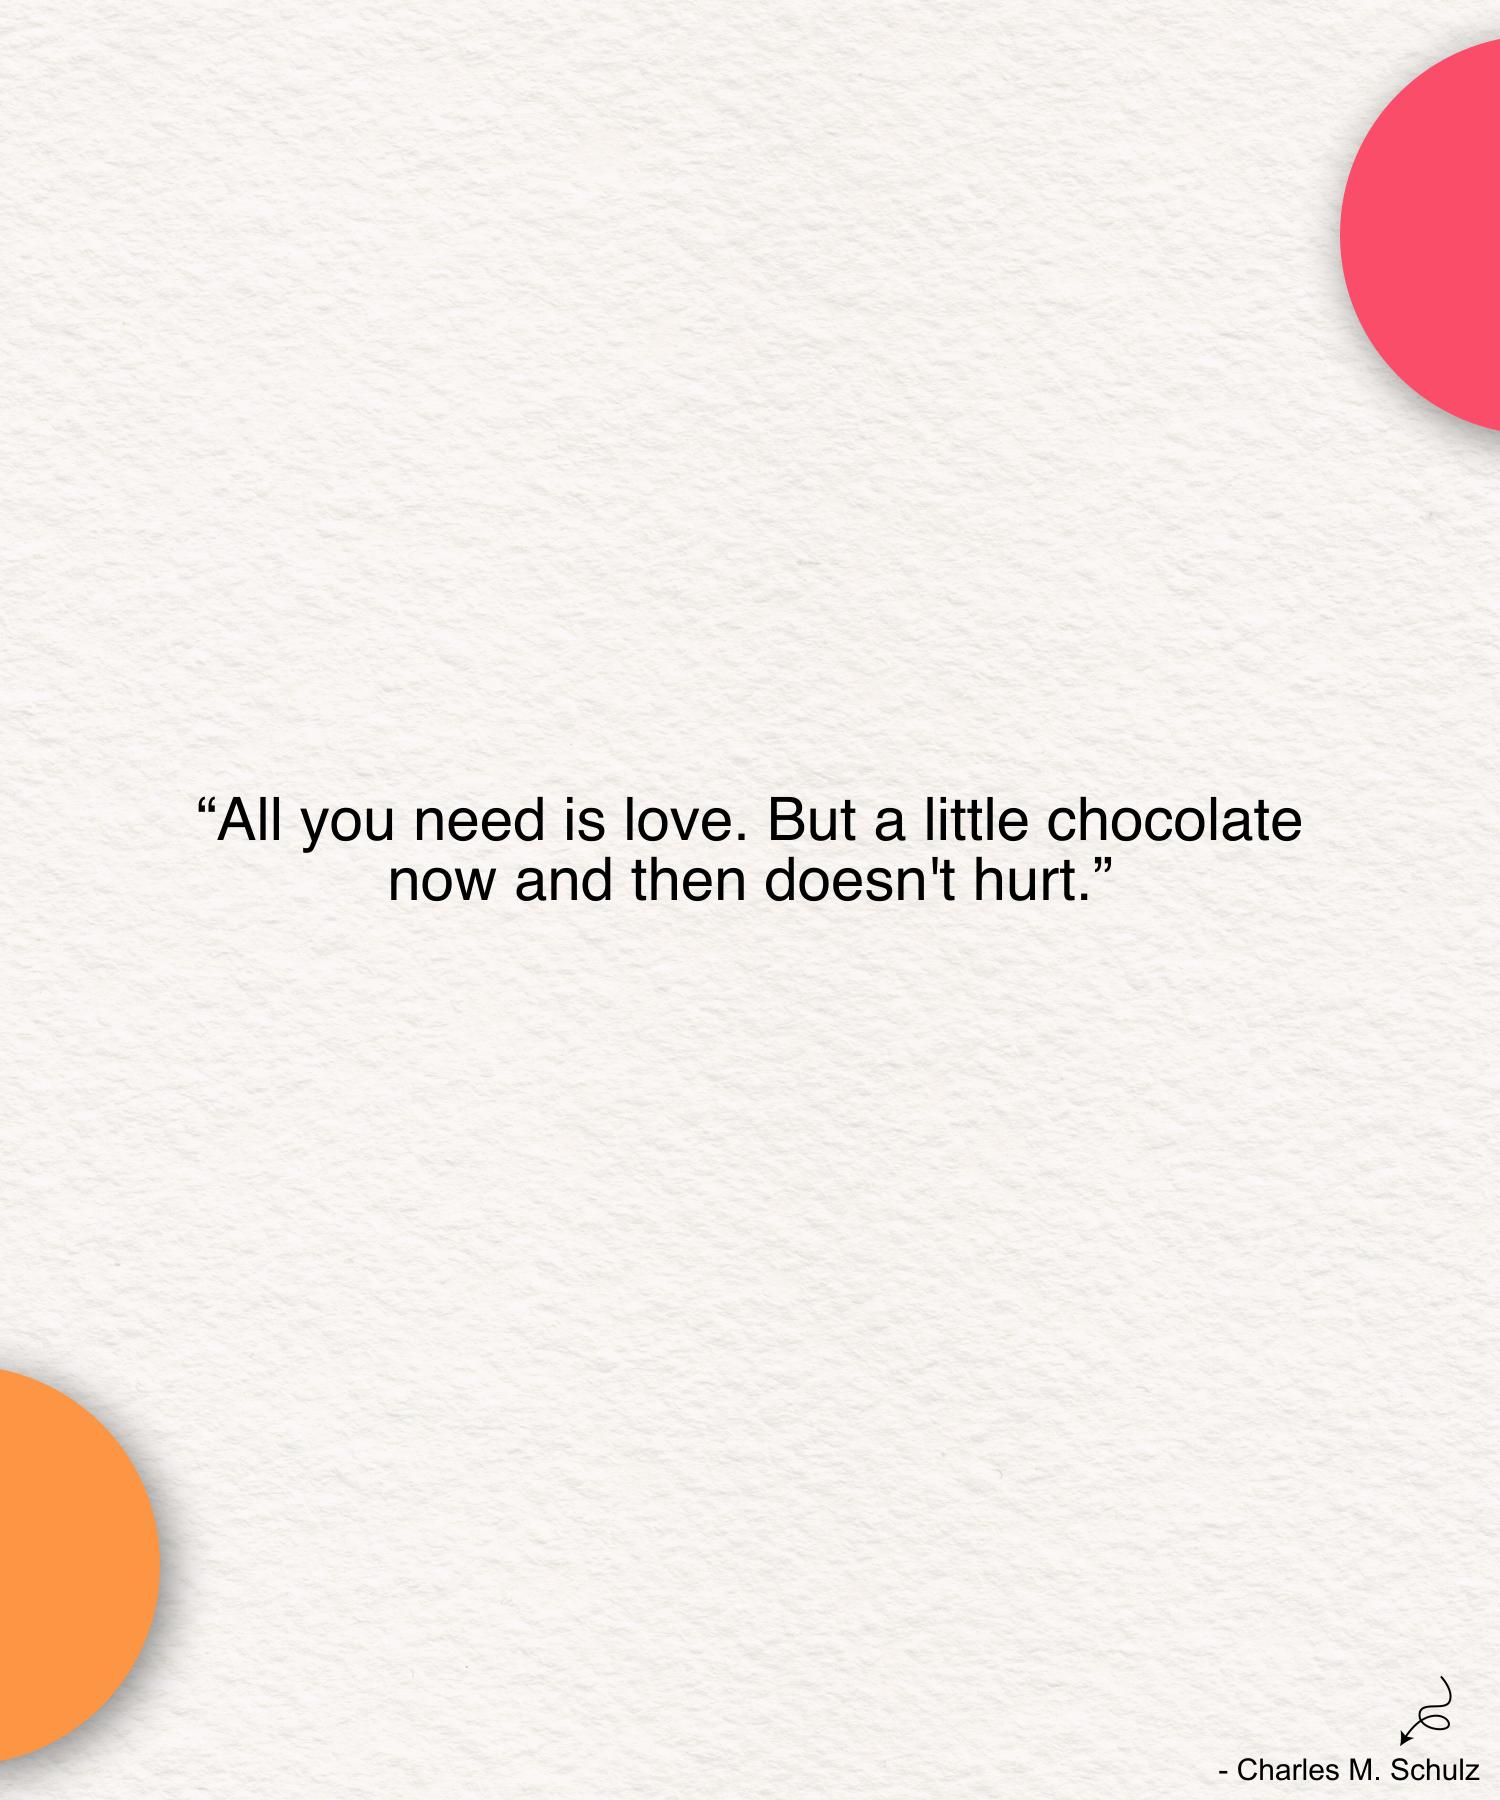 “All you need is love. But a little chocolate
now and then doesn't hurt.”
- Charles M. Schulz